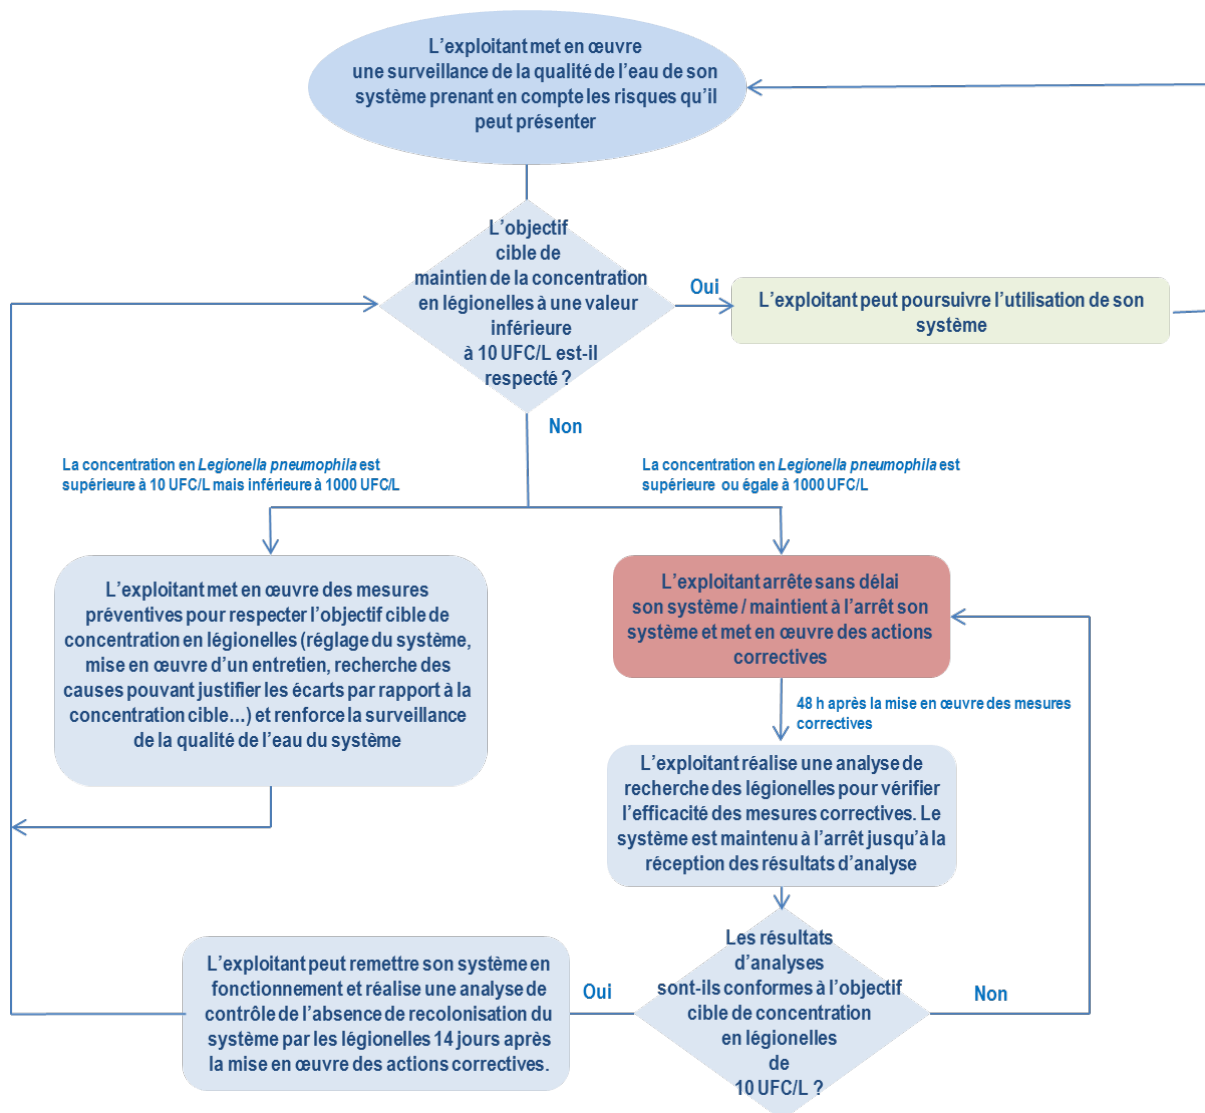 L'exploitant met en œuvre
une surveillance de la qualité de l'eau de son
système prenant en compte les risques qu'il
peut présenter
L'objectif
cible de
maintien de la concentration
en légionelles à une valeur
inférieure
à 10 UFC/L est-il
respecté ?
Oui
L'exploitant peut poursuivre l'utilisation de son
système
Non
La concentration en Legionella pneumophila est
supérieure à 10 UFC/L mais inférieure à 1000 UFC/L
La concentration en Legionella pneumophila est
supérieure ou égale à 1000 UFC/L
L'exploitant met en œuvre des mesures
préventives pour respecter l'objectif cible de
concentration en légionelles (réglage du système,
mise en œuvre d'un entretien, recherche des
causes pouvant justifier les écarts par rapport à la
concentration cible…) et renforce la surveillance
de la qualité de l'eau du système
L'exploitant arrête sans délai
son système / maintient à l'arrêt son
système et met en œuvre des actions
correctives
48 h après la mise en œuvre des mesures
correctives
L'exploitant réalise une analyse de
recherche des légionelles pour vérifier
l'efficacité des mesures correctives. Le
système est maintenu à l'arrêt jusqu'à la
réception des résultats d'analyse
Les résultats
d'analyses
sont-ils conformes à l'objectif
cible de concentration
en légionelles
de
10 UFC/L ?
Non
Oui
L'exploitant peut remettre son système en
fonctionnement et réalise une analyse de
contrôle de l'absence de recolonisation du
système par les légionelles 14 jours après
la mise en œuvre des actions correctives.